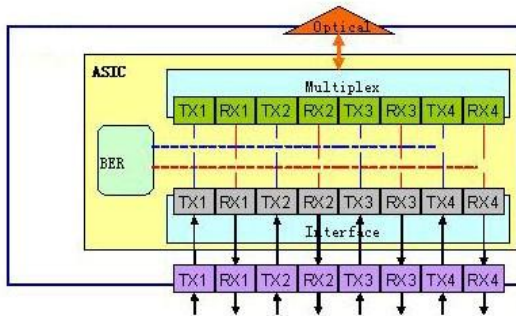 Optical
ASIC
Multiplex
TX1 RX1 TX2 RX2 TX3 RX3 TX4 RX4
BER
TX1 RX1 TX2 RX2 TX3 RX3 TX4 RX4
Interface
TX1 RX1 TX2 RX2 TX3 RX3 TX4 RX4